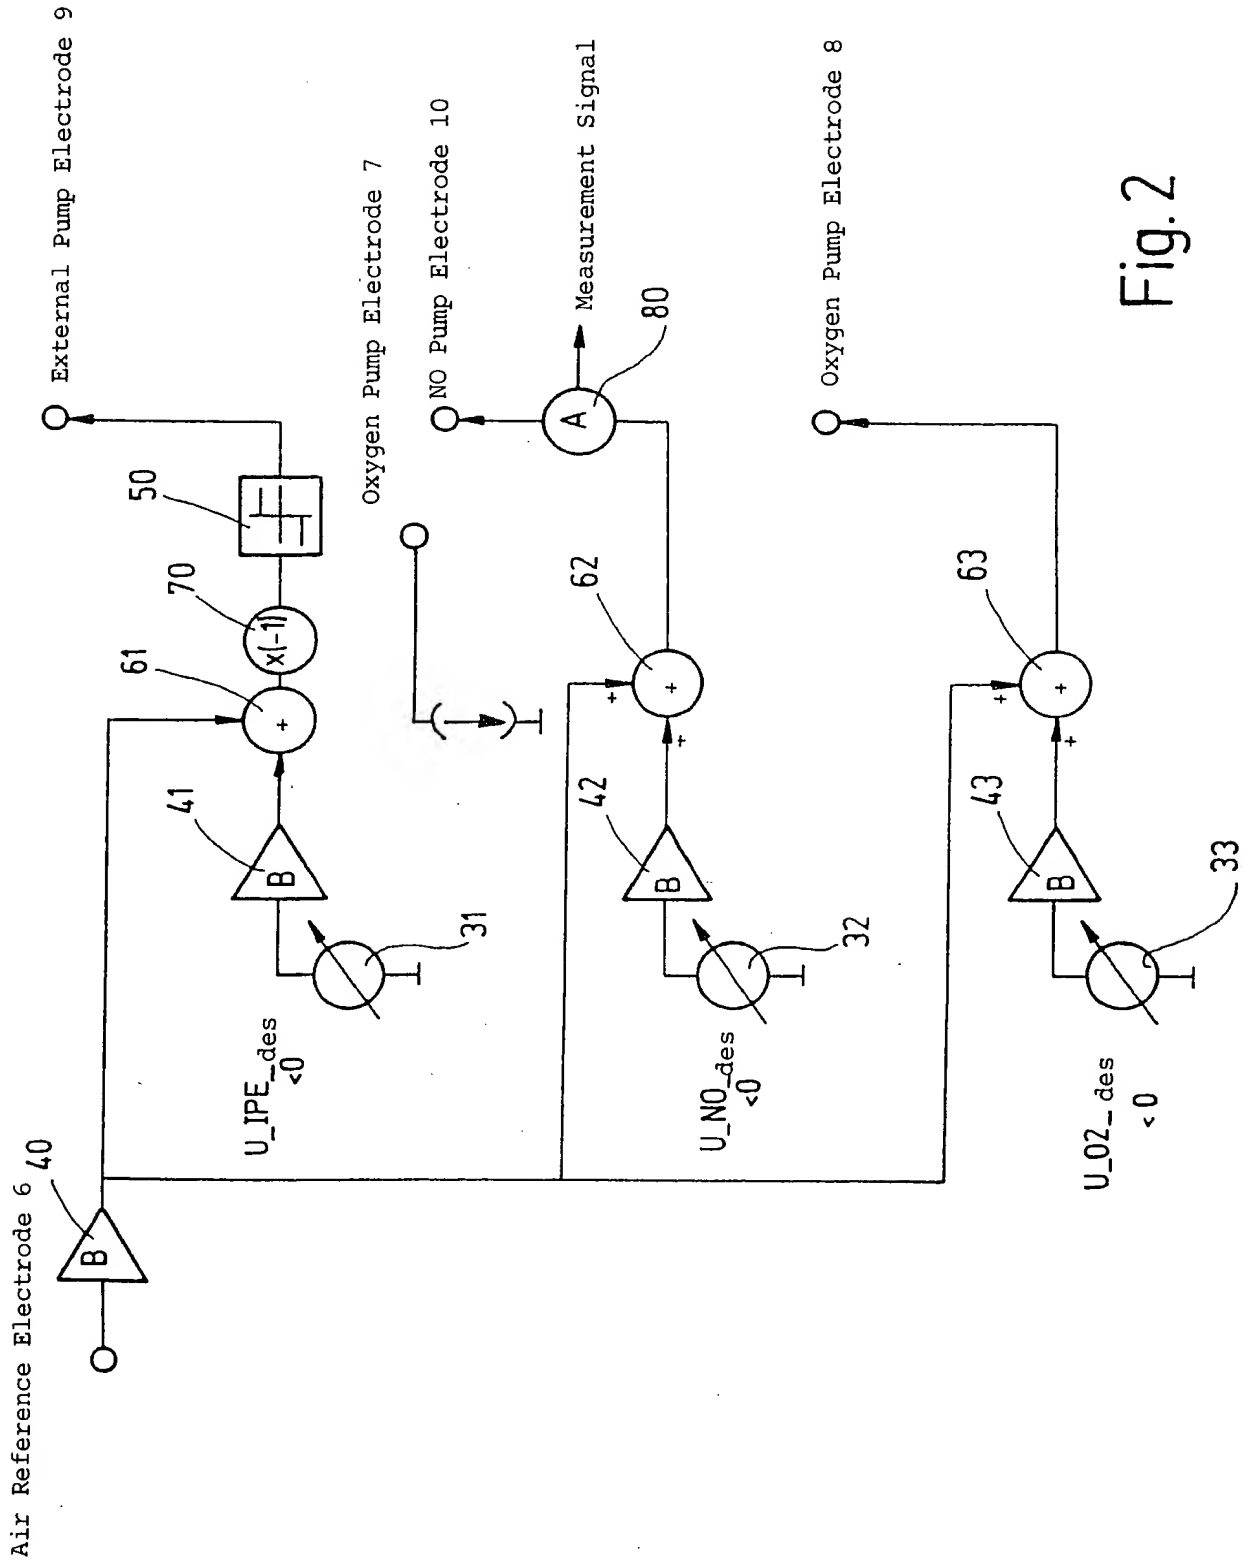 Air Reference Electrode 6
40
B
External Pump Electrode 9
50
70
x(-1)
61
+
41
B
31
U_IPE_des
<0
Oxygen Pump Electrode 7
NO Pump Electrode 10
Measurement Signal
A
80
62
+
+
+
42
B
32
U_NO_des
<0
Oxygen Pump Electrode 8
63
+
+
+
43
B
33
U_O2_des
<0
Fig. 2